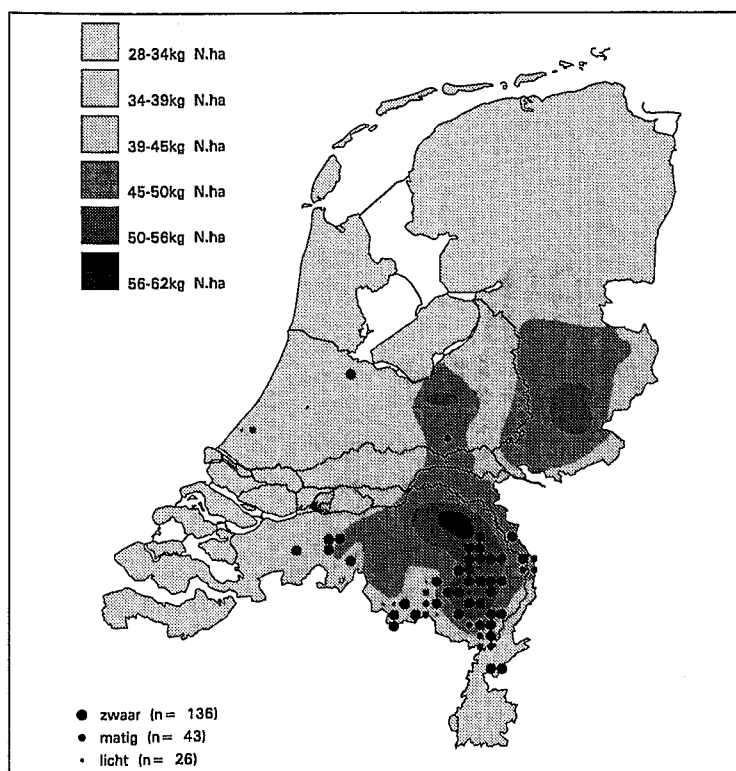 28-34kg N.ha
34-39kg N.ha
39-45kg N.ha
45-50kg N.ha
50-56kg N.ha
56-62kg N.ha
zwaar (n= 136)
matig (n= 43)
licht (n= 26)